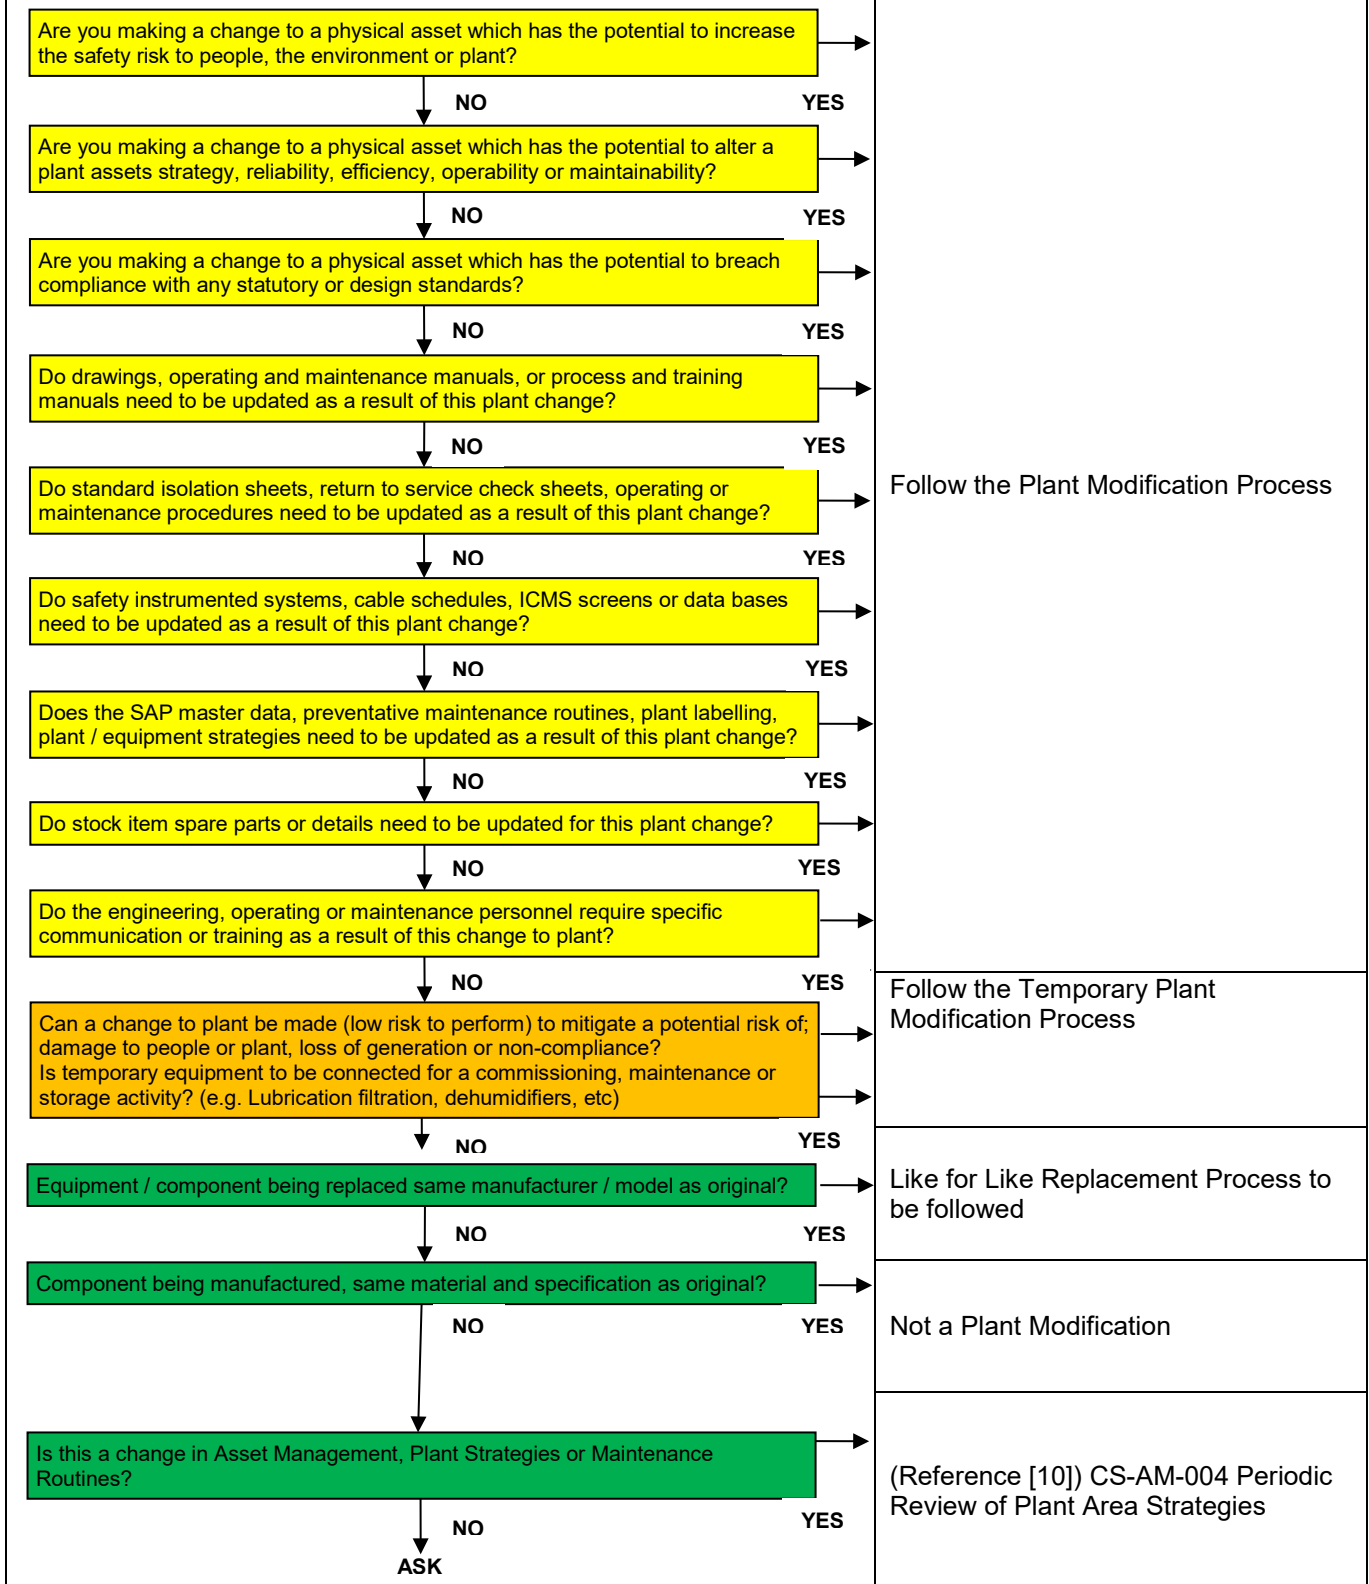 Are you making a change to a physical asset which has the potential to increase
the safety risk to people, the environment or plant?
NO
YES
Are you making a change to a physical asset which has the potential to alter a
plant assets strategy, reliability, efficiency, operability or maintainability?
NO
YES
Are you making a change to a physical asset which has the potential to breach
compliance with any statutory or design standards?
NO
YES
Do drawings, operating and maintenance manuals, or process and training
manuals need to be updated as a result of this plant change?
NO
YES
Do standard isolation sheets, return to service check sheets, operating or
maintenance procedures need to be updated as a result of this plant change?
NO
YES
Do safety instrumented systems, cable schedules, ICMS screens or data bases
need to be updated as a result of this plant change?
NO
YES
Does the SAP master data, preventative maintenance routines, plant labelling,
plant / equipment strategies need to be updated as a result of this plant change?
NO
YES
Do stock item spare parts or details need to be updated for this plant change?
NO
YES
Do the engineering, operating or maintenance personnel require specific
communication or training as a result of this change to plant?
NO
YES
Follow the Plant Modification Process
Can a change to plant be made (low risk to perform) to mitigate a potential risk of;
damage to people or plant, loss of generation or non-compliance?
Is temporary equipment to be connected for a commissioning, maintenance or
storage activity? (e.g. Lubrication filtration, dehumidifiers, etc)
NO
YES
Follow the Temporary Plant
Modification Process
Equipment / component being replaced same manufacturer / model as original?
NO
YES
Like for Like Replacement Process to
be followed
Component being manufactured, same material and specification as original?
NO
YES
Not a Plant Modification
Is this a change in Asset Management, Plant Strategies or Maintenance
Routines?
NO
YES
(Reference [10]) CS-AM-004 Periodic
Review of Plant Area Strategies
ASK